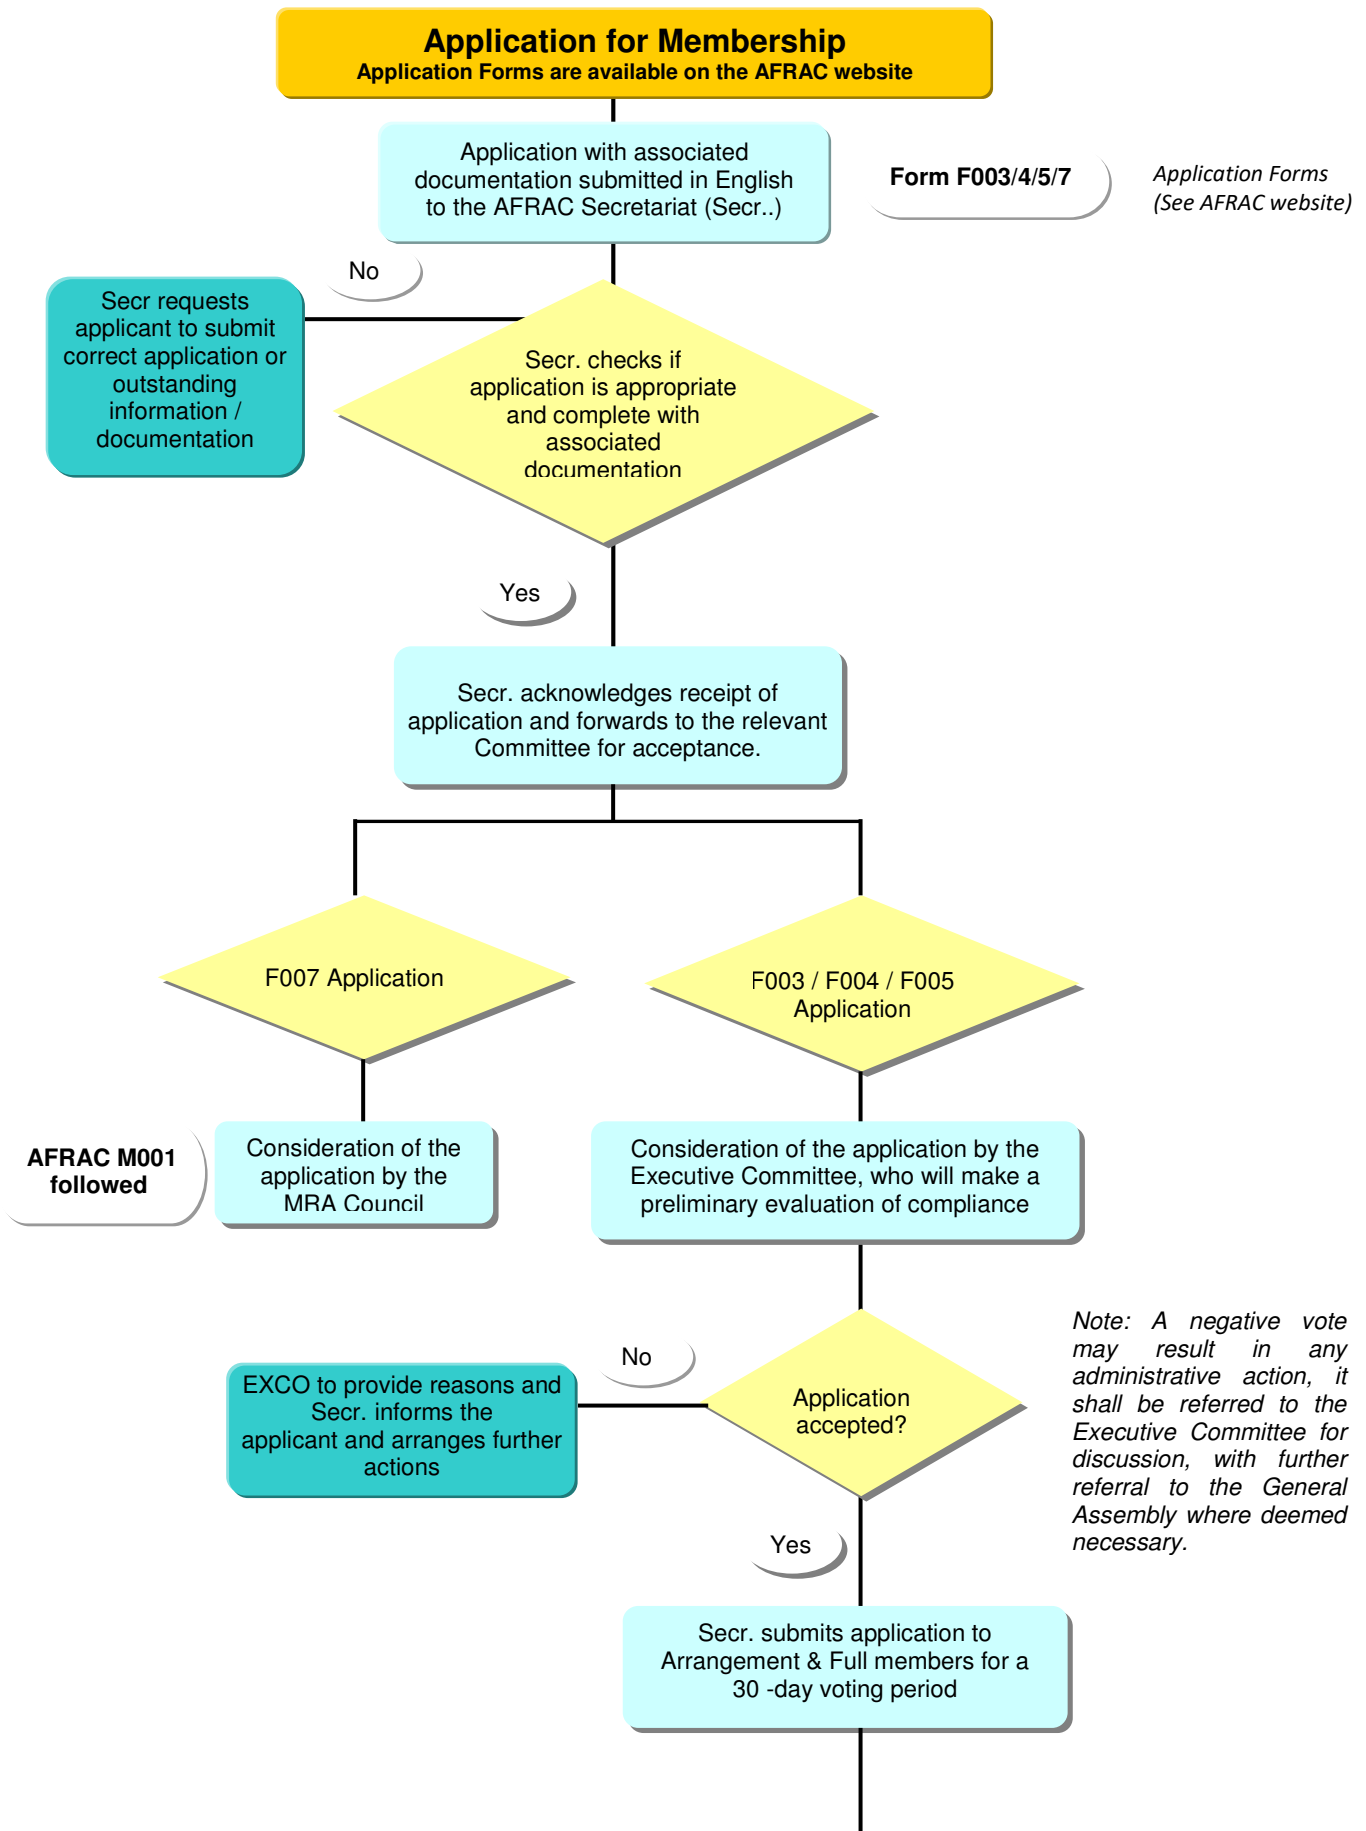 Application for Membership
Application Forms are available on the AFRAC website
Application with associated
documentation submitted in English
to the AFRAC Secretariat (Secr..)
Form F003/4/5/7
Application Forms
(See AFRAC website)
No
Secr requests
applicant to submit
correct application or
outstanding
information /
documentation
Secr. checks if
application is appropriate
and complete with
associated
documentation
Yes
Secr. acknowledges receipt of
application and forwards to the relevant
Committee for acceptance.
F007 Application
F003 / F004 / F005
Application
AFRAC M001
followed
Consideration of the
application by the
MRA Council
Consideration of the application by the
Executive Committee, who will make a
preliminary evaluation of compliance
No
EXCO to provide reasons and
Secr. informs the
applicant and arranges further
actions
Application
accepted?
Note: A negative vote
may result in any
administrative action, it
shall be referred to the
Executive Committee for
discussion, with further
referral to the General
Assembly where deemed
necessary.
Yes
Secr. submits application to
Arrangement & Full members for a
30 -day voting period